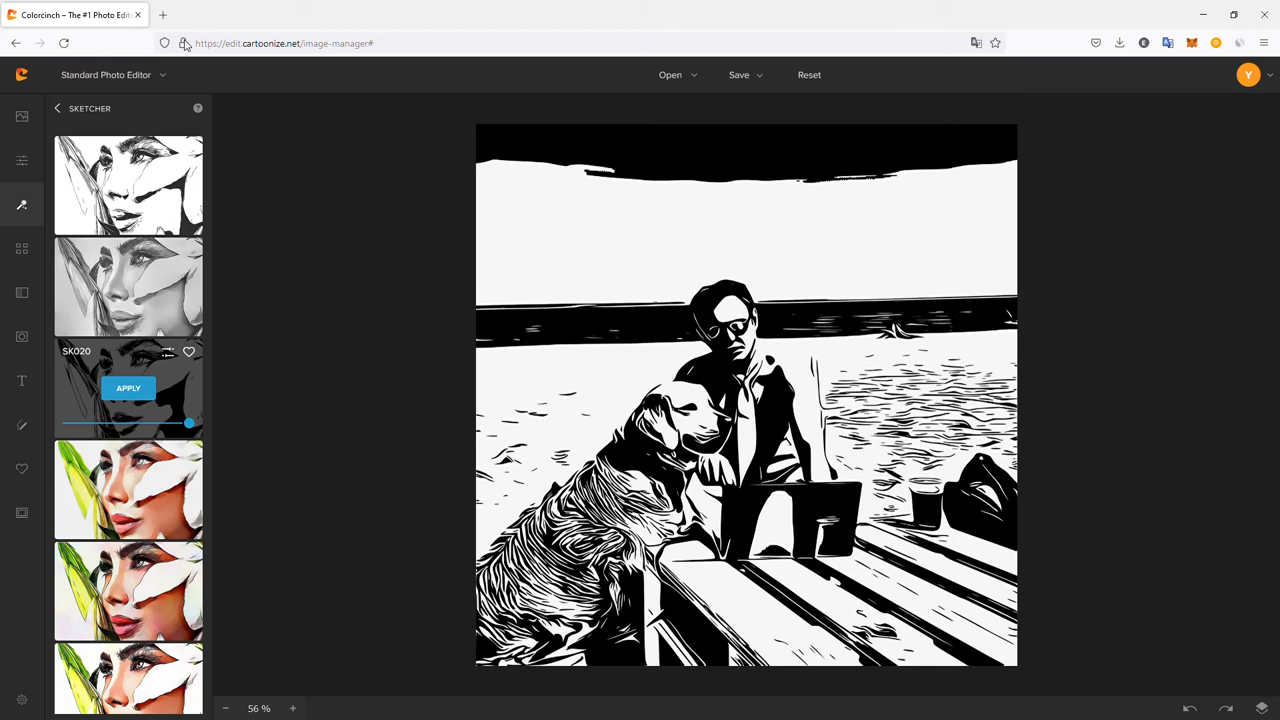 Colorcinch – The #1 Photo Edit
https://edit.cartoonize.net/image-manager#
Standard Photo Editor
Open
Save
Reset
Y
SKETCHER
SK020
APPLY
56 %